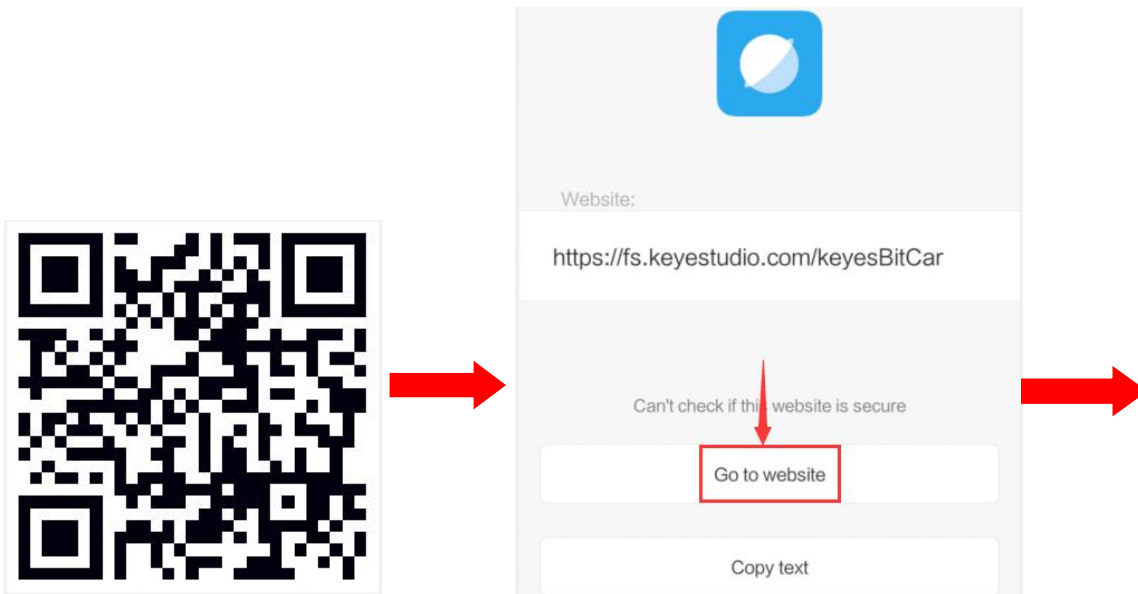 Website:
https://fs.keyestudio.com/keyesBitCar
Can't check if this website is secure
Go to website
Copy text